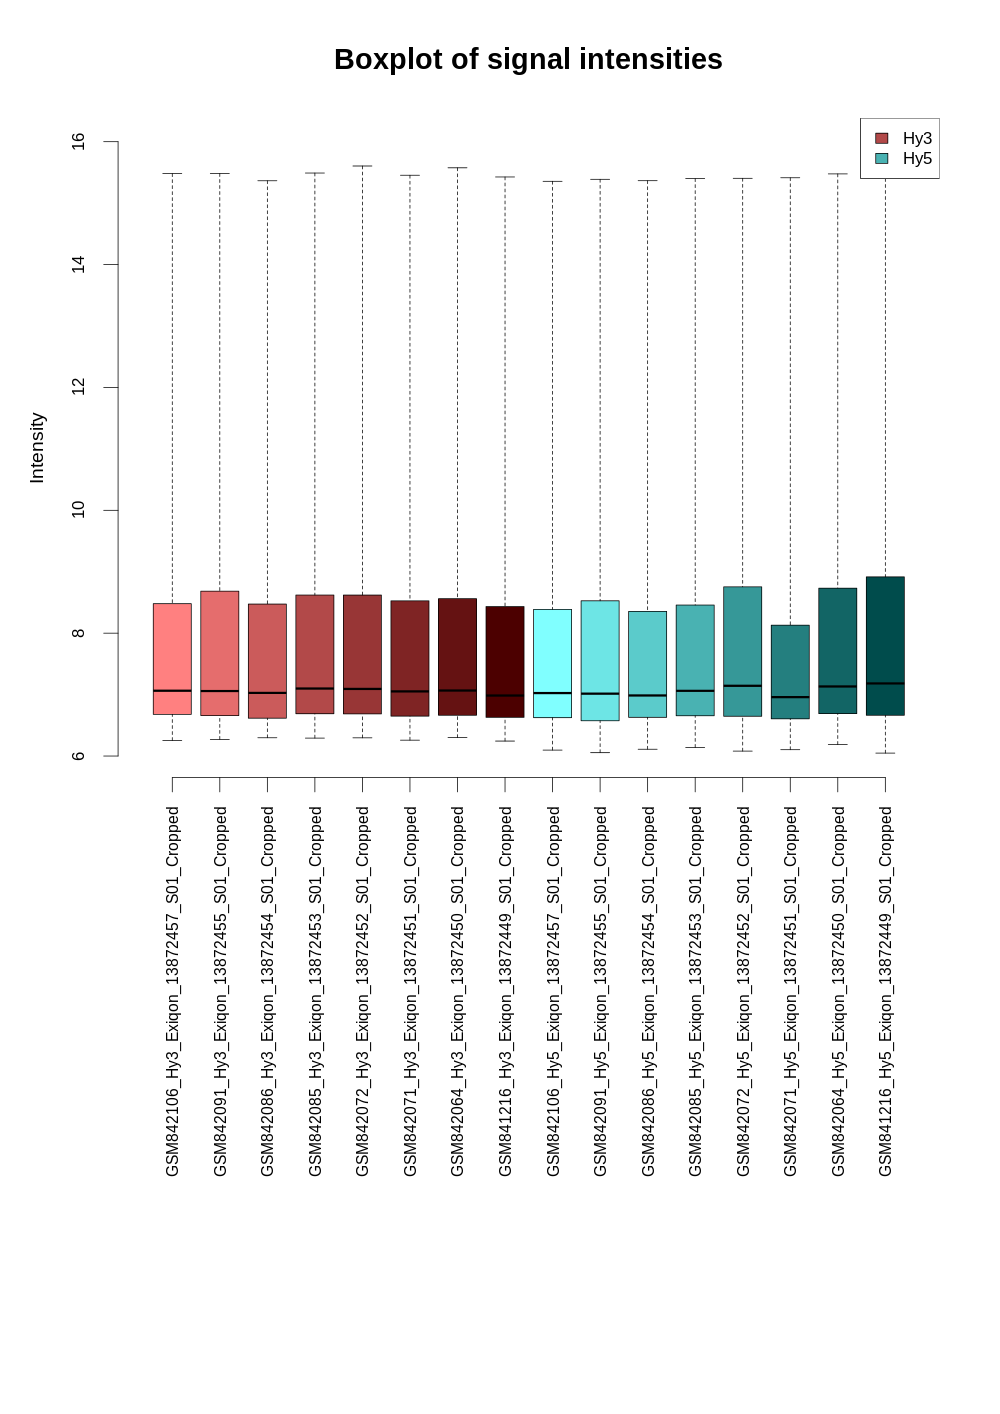 Boxplot of signal intensities
Hy3
Hy5
16
14
12
10
8
6
Intensity
GSM842106_Hy3_Exiqon_13872457_S01_Cropped
GSM842091_Hy3_Exiqon_13872455_S01_Cropped
GSM842086_Hy3_Exiqon_13872454_S01_Cropped
GSM842085_Hy3_Exiqon_13872453_S01_Cropped
GSM842072_Hy3_Exiqon_13872452_S01_Cropped
GSM842071_Hy3_Exiqon_13872451_S01_Cropped
GSM842064_Hy3_Exiqon_13872450_S01_Cropped
GSM841216_Hy3_Exiqon_13872449_S01_Cropped
GSM842106_Hy5_Exiqon_13872457_S01_Cropped
GSM842091_Hy5_Exiqon_13872455_S01_Cropped
GSM842086_Hy5_Exiqon_13872454_S01_Cropped
GSM842085_Hy5_Exiqon_13872453_S01_Cropped
GSM842072_Hy5_Exiqon_13872452_S01_Cropped
GSM842071_Hy5_Exiqon_13872451_S01_Cropped
GSM842064_Hy5_Exiqon_13872450_S01_Cropped
GSM841216_Hy5_Exiqon_13872449_S01_Cropped